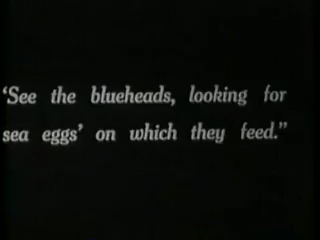 ‘See the blueheads, looking for
sea eggs’ on which they feed.”